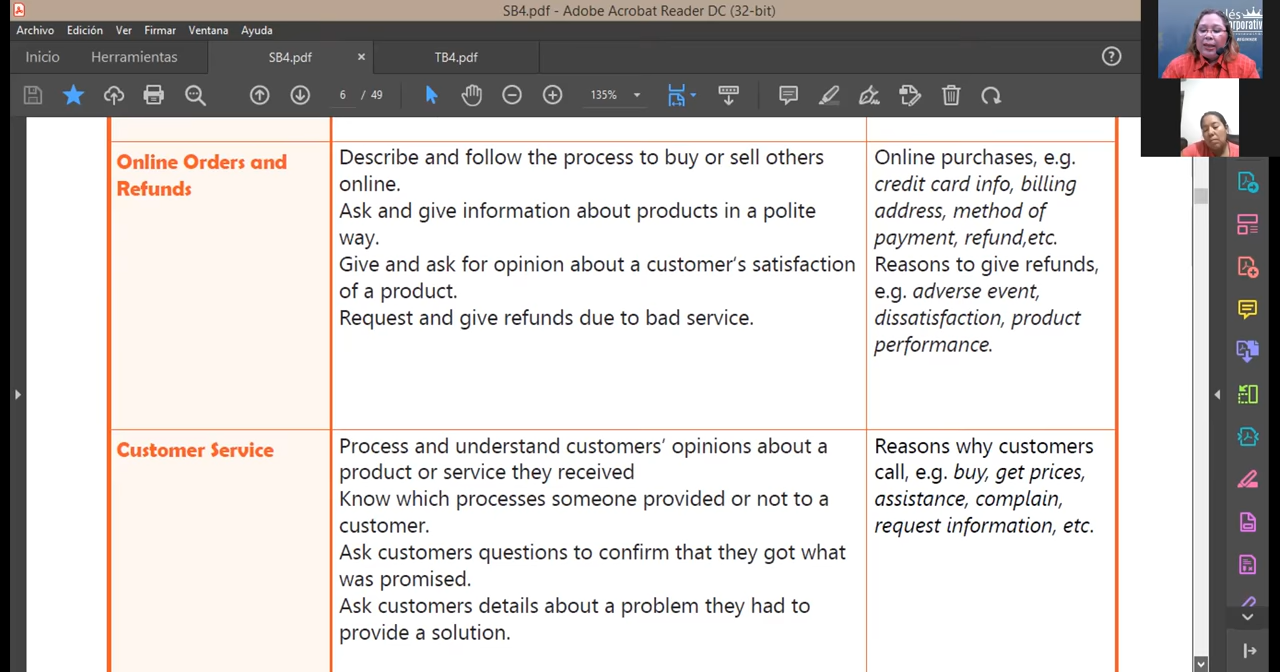 SB4.pdf - Adobe Acrobat Reader DC (32-bit)
Archivo Edición Ver Firmar Ventana Ayuda
Inicio Herramientas SB4.pdf × TB4.pdf
6 / 49 135%
Online Orders and
Refunds
Describe and follow the process to buy or sell others
online.
Ask and give information about products in a polite
way.
Give and ask for opinion about a customer's satisfaction
of a product.
Request and give refunds due to bad service.
Online purchases, e.g.
credit card info, billing
address, method of
payment, refund,etc.
Reasons to give refunds,
e.g. adverse event,
dissatisfaction, product
performance.
Customer Service
Process and understand customers' opinions about a
product or service they received
Know which processes someone provided or not to a
customer.
Ask customers questions to confirm that they got what
was promised.
Ask customers details about a problem they had to
provide a solution.
Reasons why customers
call, e.g. buy, get prices,
assistance, complain,
request information, etc.